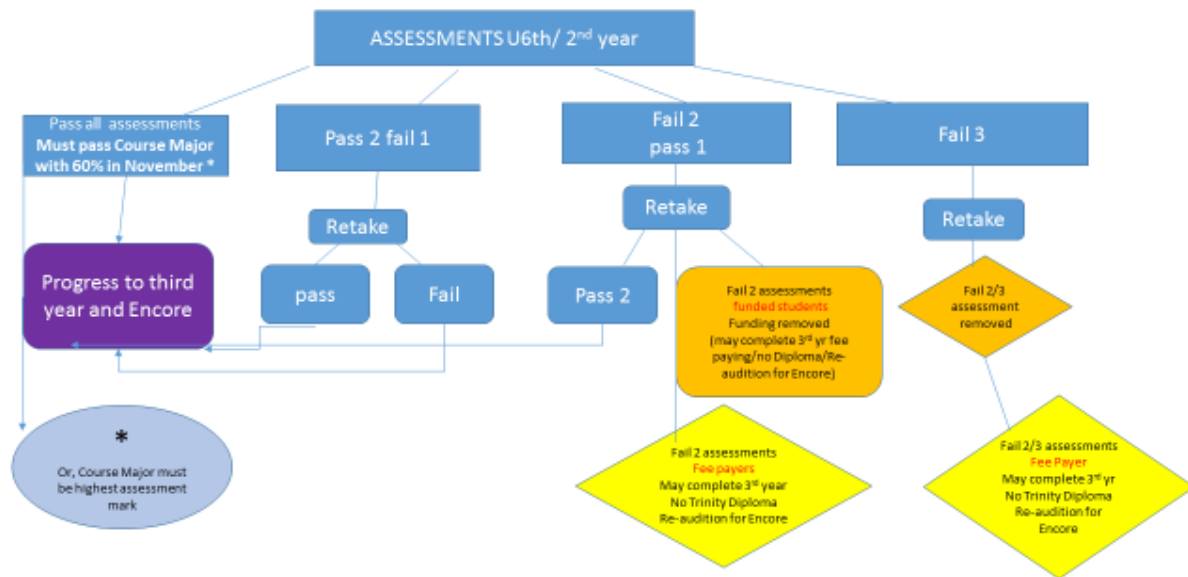 ASSESSMENTS U6th/ 2nd year
Pass all assessments
Must pass Course Major
with 60% in November *
Pass 2 fail 1
Fail 2
pass 1
Fail 3
Retake
Retake
Retake
Progress to third
year and Encore
pass
Fail
Pass 2
Fail 2 assessments
funded students
Funding removed
(may complete 3rd yr fee
paying/no Diploma/Re-
audition for Encore)
Fail 2/3
assessment
removed
*
Or, Course Major must
be highest assessment
mark
Fail 2 assessments
Fee payers
May complete 3rd year
No Trinity Diploma
Re-audition for Encore
Fail 2/3 assessments
Fee Payer
May complete 3rd yr
No Trinity Diploma
Re-audition for
Encore